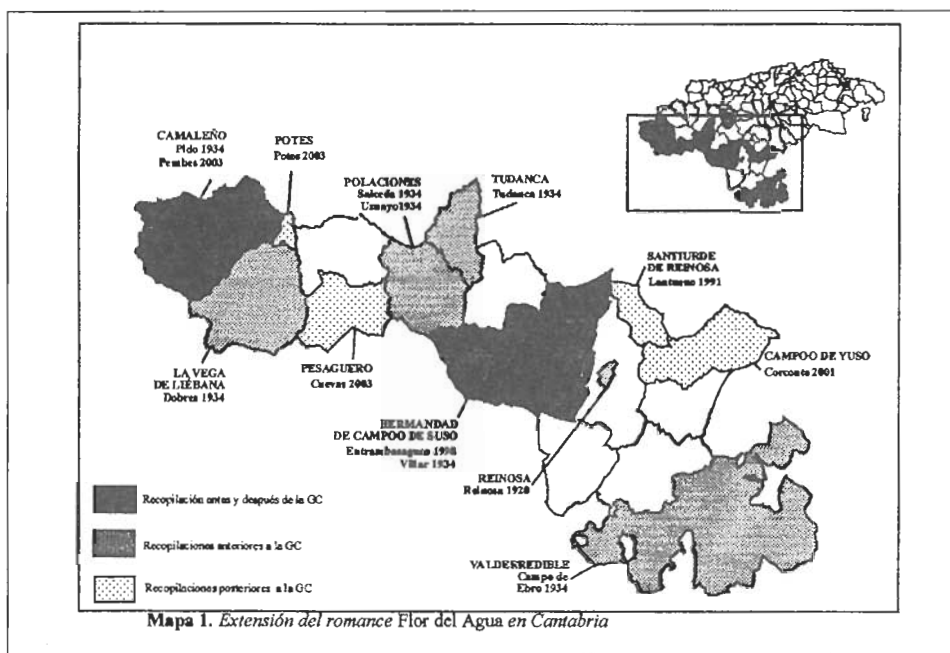 CAMALEÑO
Pido 1934
Pembes 2003
POTES
Potes 2003
POLACIONES
Salceda 1934
Uznayo1934
TUDANCA
Tudanca 1934
SANTIURDE
DE REINOSA
Lantueno 1991
CAMPOO DE YUSO
Corconte 2001
LA VEGA
DE LIÉBANA
Dobres 1934
PESAGUERO
Cuevas 2003
HERMANDAD
DE CAMPOO DE SUSO
Entrambasaguas 1998
Villar 1934
REINOSA
Reinosa 1920
VALDERREDIBLE
Campo de
Ebro 1934
Recopilación antes y después de la GC
Recopilaciones anteriores a la GC
Recopilaciones posteriores a la GC
Mapa 1. Extensión del romance Flor del Agua en Cantabria